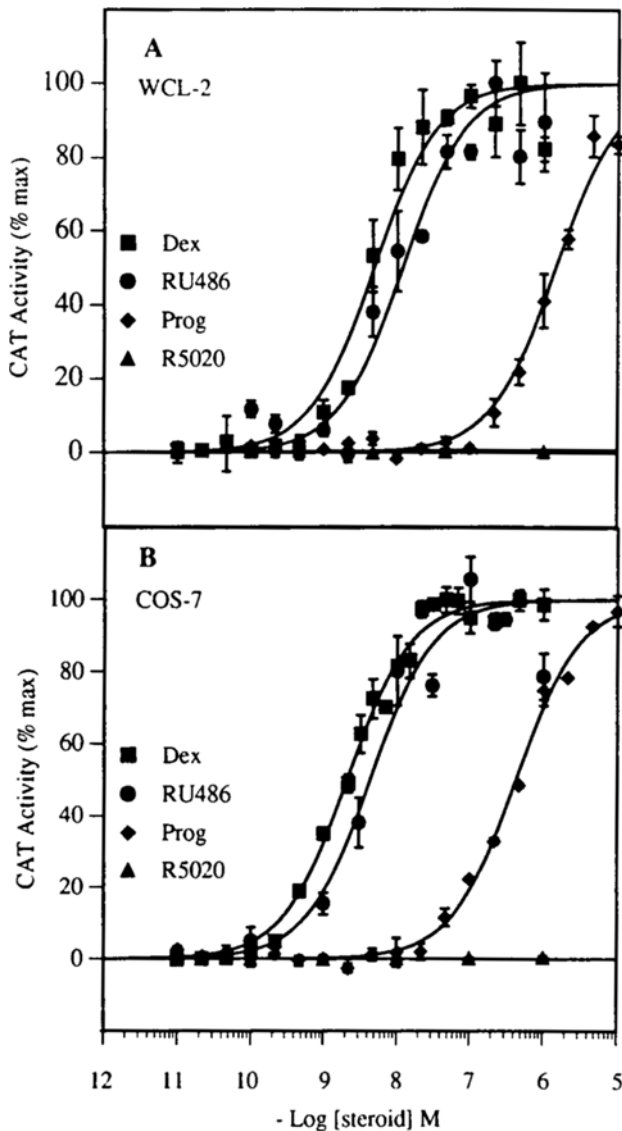 A
WCL-2
100
80
60
40
20
0
CAT Activity (% max)
Dex
RU486
Prog
R5020
B
COS-7
100
80
60
40
20
0
CAT Activity (% max)
Dex
RU486
Prog
R5020
12 11 10 9 8 7 6 5
- Log [steroid] M